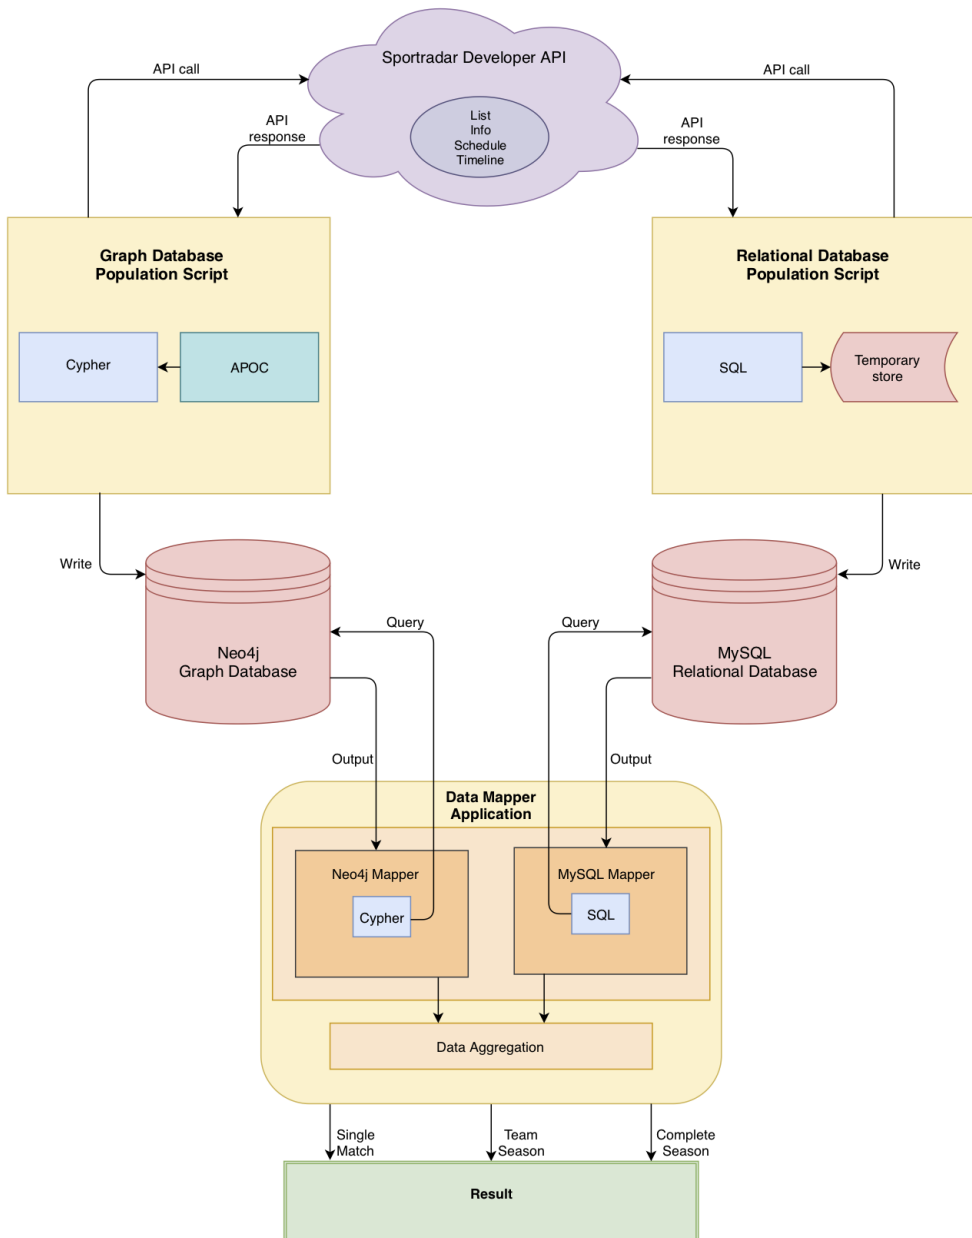 Sportradar Developer API
API call
API call
List
Info
Schedule
Timeline
API
response
API
response
Graph Database
Population Script
Relational Database
Population Script
Cypher
APOC
SQL
Temporary
store
Write
Write
Query
Query
Neo4j
Graph Database
MySQL
Relational Database
Output
Output
Data Mapper
Application
Neo4j Mapper
MySQL Mapper
Cypher
SQL
Data Aggregation
Single
Match
Team
Season
Complete
Season
Result